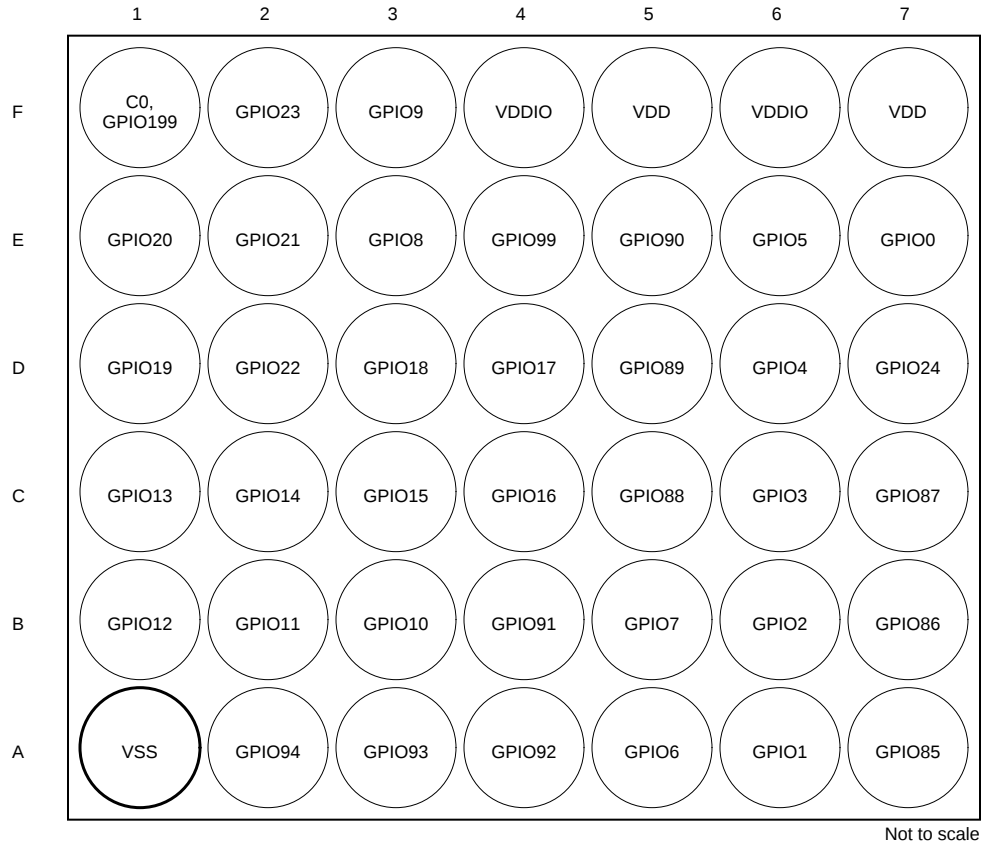 1 2 3 4 5 6 7
F C0, GPIO23 GPIO9 VDDIO VDD VDDIO VDD
GPIO199
E GPIO20 GPIO21 GPIO8 GPIO99 GPIO90 GPIO5 GPIO0
D GPIO19 GPIO22 GPIO18 GPIO17 GPIO89 GPIO4 GPIO24
C GPIO13 GPIO14 GPIO15 GPIO16 GPIO88 GPIO3 GPIO87
B GPIO12 GPIO11 GPIO10 GPIO91 GPIO7 GPIO2 GPIO86
A VSS GPIO94 GPIO93 GPIO92 GPIO6 GPIO1 GPIO85
Not to scale